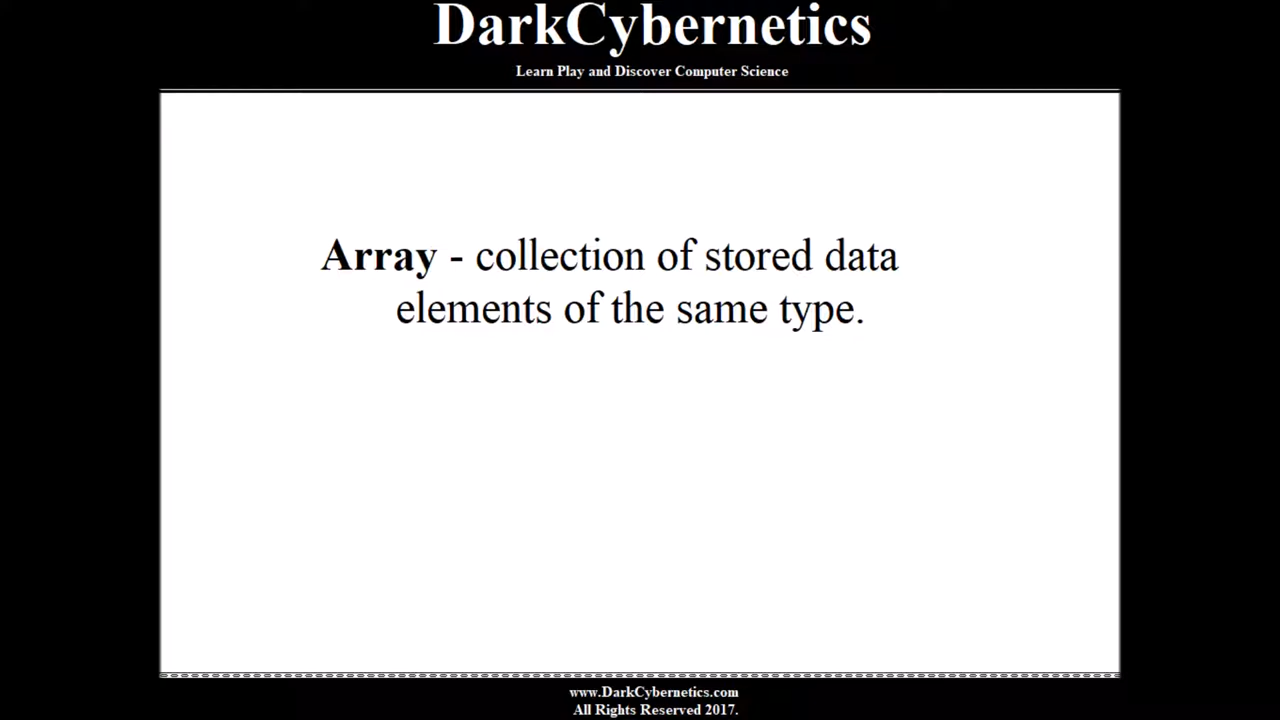 DarkCybernetics
Learn Play and Discover Computer Science
Array - collection of stored data
elements of the same type.
www.DarkCybernetics.com
All Rights Reserved 2017.